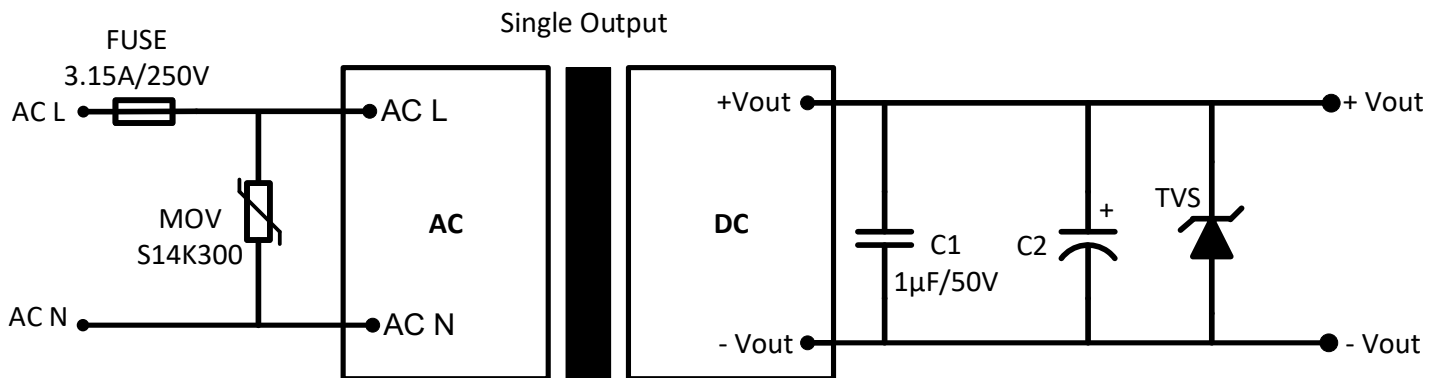 Single Output
FUSE
3.15A/250V
AC L
AC L
+Vout
+ Vout
MOV
S14K300
AC
DC
C1
1µF/50V
C2
+
TVS
AC N
AC N
- Vout
- Vout